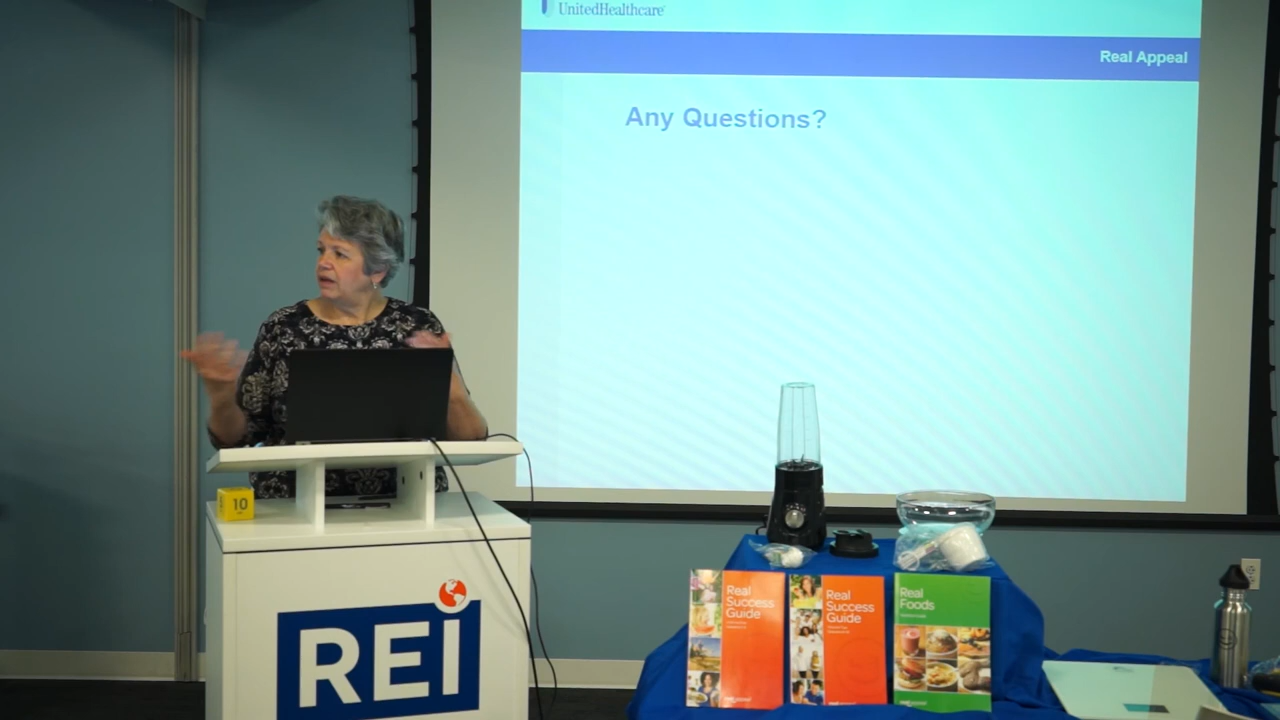 UnitedHealthcare
Real Appeal
Any Questions?
10
REI
Real
Success
Guide
Real
Success
Guide
Real
Foods